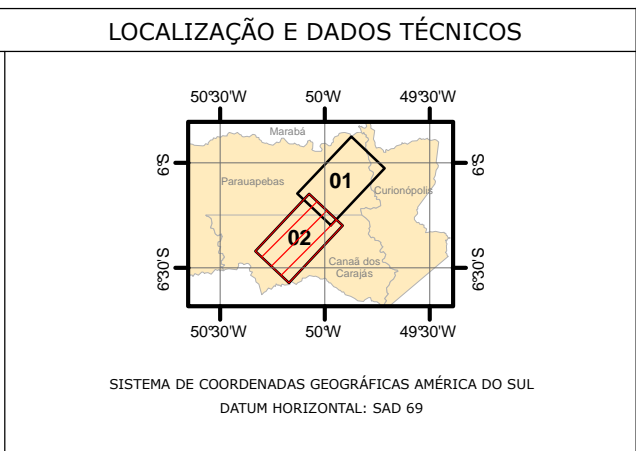 LOCALIZAÇÃO E DADOS TÉCNICOS
50°30'W 50°W 49°30'W
Marabá
6°S 6°S
Parauapebas
01
Curionópolis
02
Canaã dos
Carajás
6°30'S 6°30'S
50°30'W 50°W 49°30'W
SISTEMA DE COORDENADAS GEOGRÁFICAS AMÉRICA DO SUL
DATUM HORIZONTAL: SAD 69